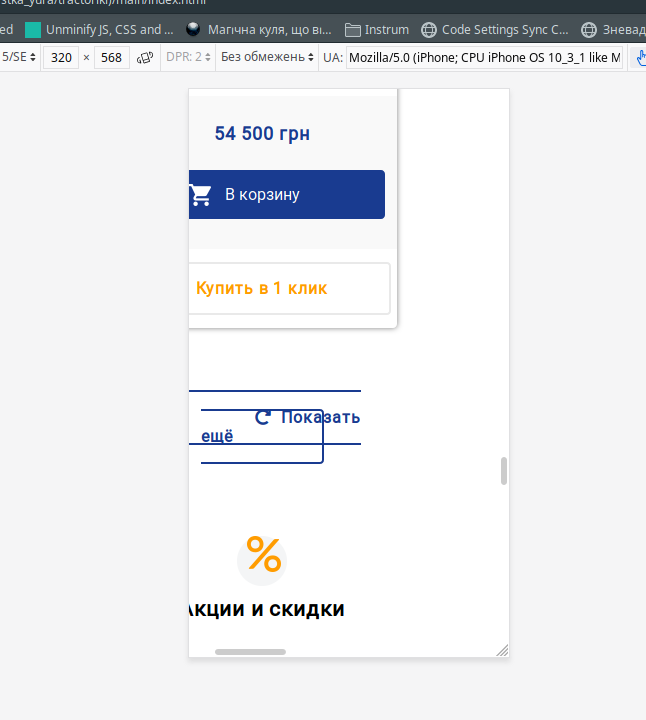 stka_yura/tractoriki)/main/index.html
ed Unminify JS, CSS and ... Магічна куля, що ві... Instrum Code Settings Sync C... Зневад
5/SE 320 × 568 DPR: 2 Без обмежень UA: Mozilla/5.0 (iPhone; CPU iPhone OS 10_3_1 like M
54 500 грн
В корзину
Купить в 1 клик
Показать
ещё
%
Акции и скидки